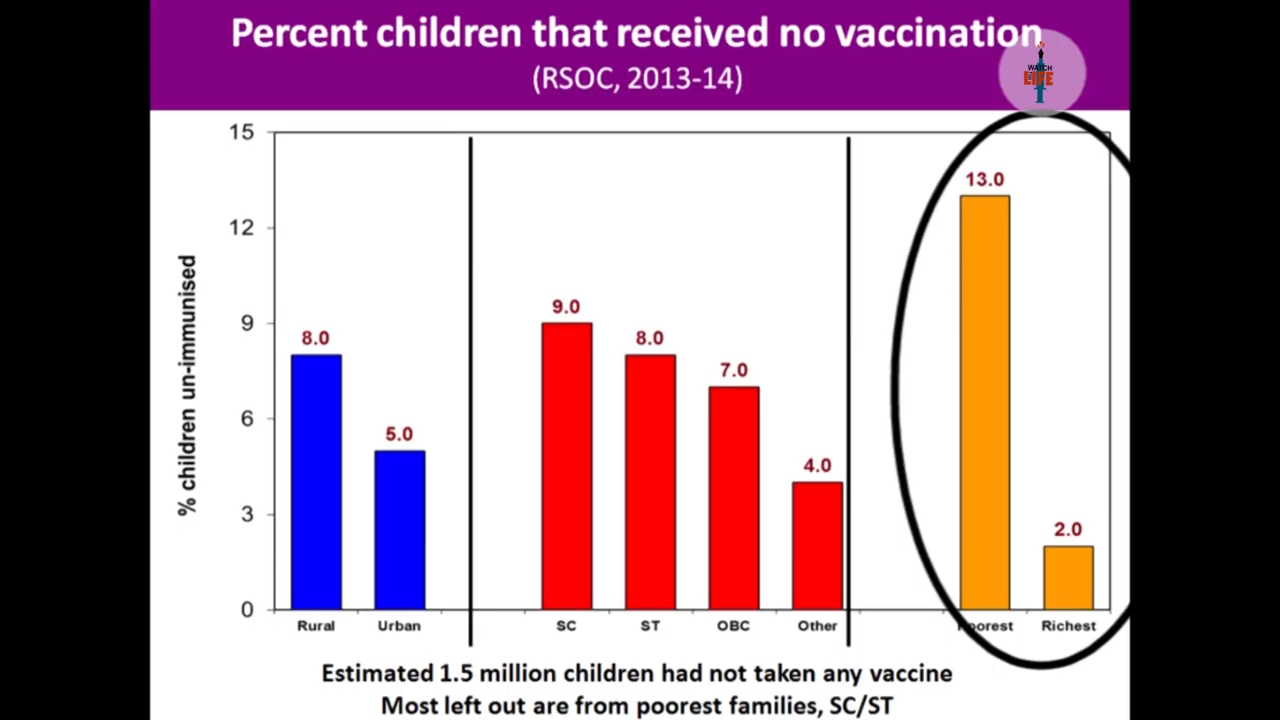 Percent children that received no vaccination
(RSOC, 2013-14)
WATCH
LIFE
15
12
9
6
3
0
% children un-immunised
8.0
5.0
9.0
8.0
7.0
4.0
13.0
2.0
Rural Urban SC ST OBC Other Poorest Richest
Estimated 1.5 million children had not taken any vaccine
Most left out are from poorest families, SC/ST